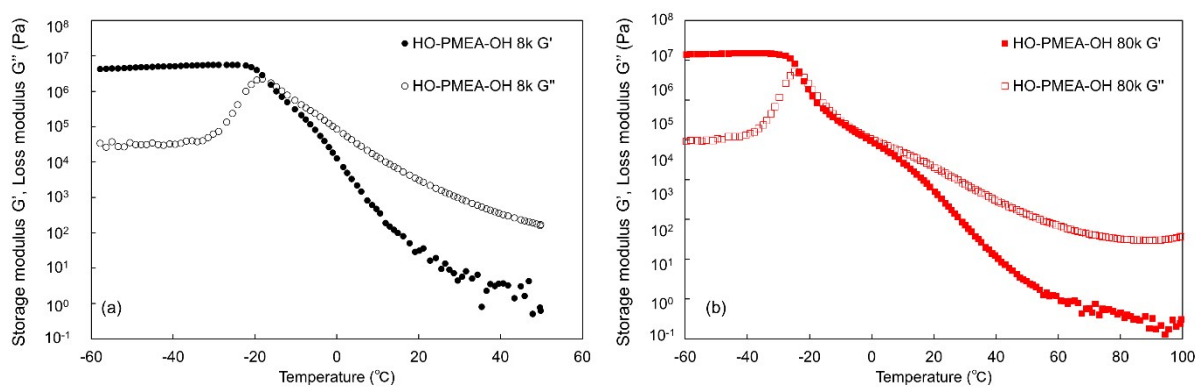 Storage modulus G', Loss modulus G'' (Pa)
10⁸
10⁷
10⁶
10⁵
10⁴
10³
10²
10¹
10⁰
10⁻¹
HO-PMEA-OH 8k G'
HO-PMEA-OH 8k G''
(a)
-60 -40 -20 0 20 40 60
Temperature (℃)
Storage modulus G', Loss modulus G'' (Pa)
10⁸
10⁷
10⁶
10⁵
10⁴
10³
10²
10¹
10⁰
10⁻¹
HO-PMEA-OH 80k G'
HO-PMEA-OH 80k G''
(b)
-60 -40 -20 0 20 40 60 80 100
Temperature (℃)